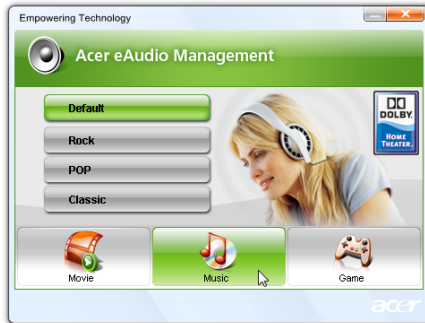 Empowering Technology
Acer eAudio Management
Default
Rock
POP
Classic
DOLBY.
HOME
THEATER
Movie
Music
Game
acer